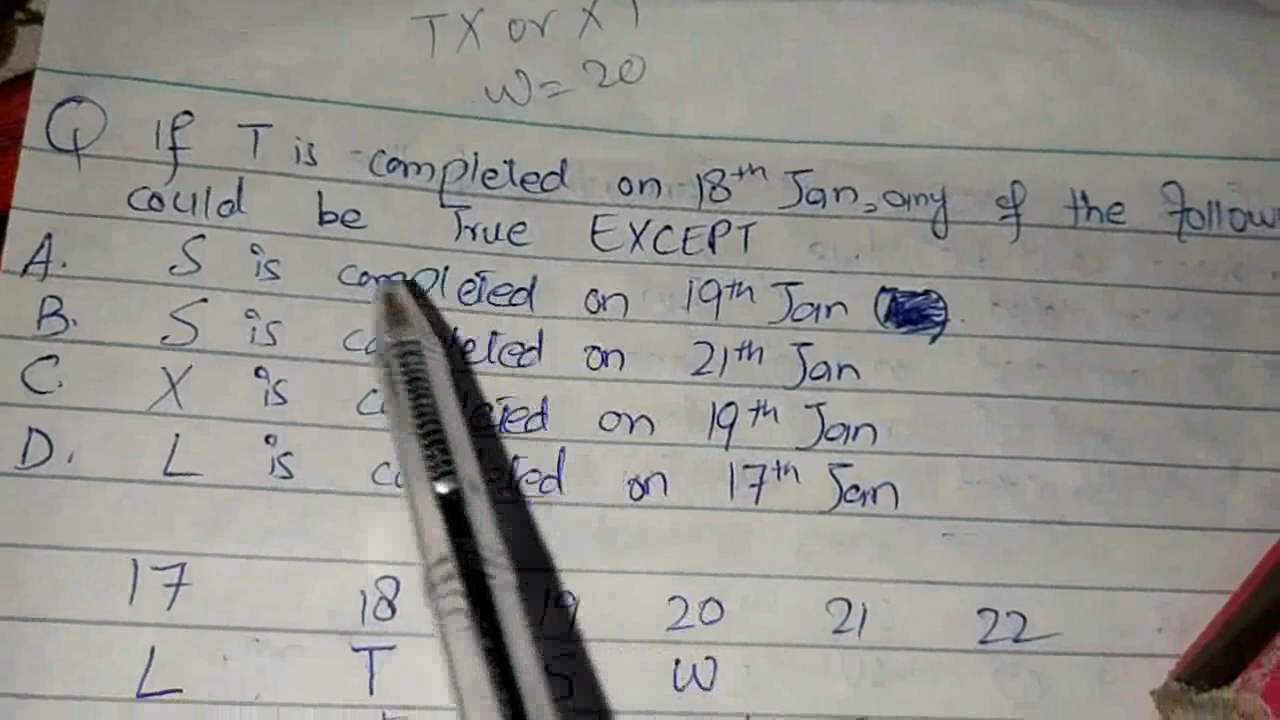 TX or X
W = 20
Q If T is completed on 18th Jan, any of the follow
could be True EXCEPT
A. S is completed on 19th Jan
B. S is on 21th Jan
C. X is on 19th Jan
D. L is on 17th Jan
17 18 19 20 21 22
L T S W